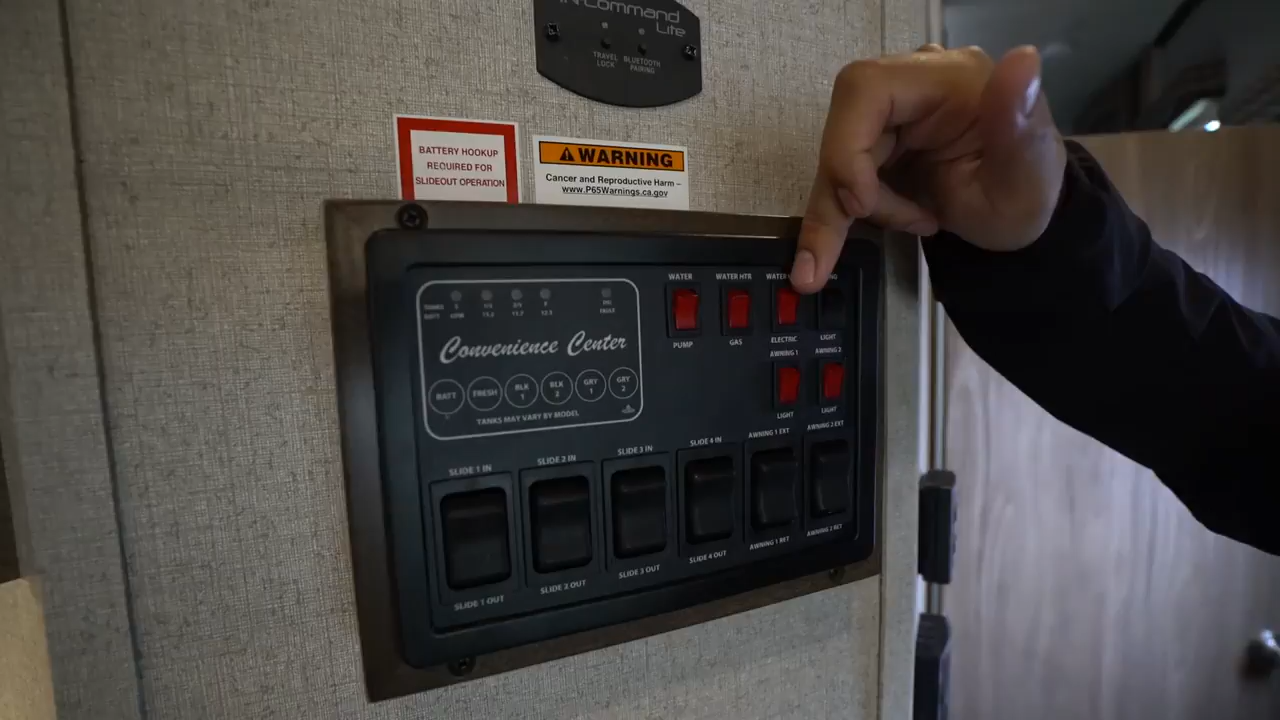 Command
Lite
TRAVEL
LOCK
BLUETOOTH
PAIRING
BATTERY HOOKUP
REQUIRED FOR
SLIDEOUT OPERATION
WARNING
Cancer and Reproductive Harm –
www.P65Warnings.ca.gov
Convenience Center
BATT
FRESH
BLK
1
BLK
2
GRY
1
GRY
2
TANKS MAY VARY BY MODEL
WATER
PUMP
WATER HTR
GAS
WATER
ELECTRIC
LIGHT
AWNING 1
LIGHT
AWNING 2
LIGHT
SLIDE 1 IN
SLIDE 1 OUT
SLIDE 2 IN
SLIDE 2 OUT
SLIDE 3 IN
SLIDE 3 OUT
SLIDE 4 IN
SLIDE 4 OUT
AWNING 1 EXT
AWNING 1 RET
AWNING 2 EXT
AWNING 2 RET